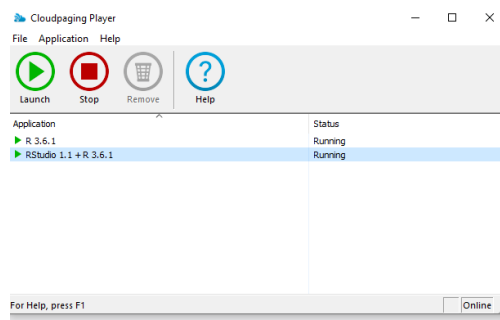 Cloudpaging Player
File Application Help
Launch Stop Remove Help
Application Status
R 3.6.1 Running
RStudio 1.1 + R 3.6.1 Running
For Help, press F1 Online